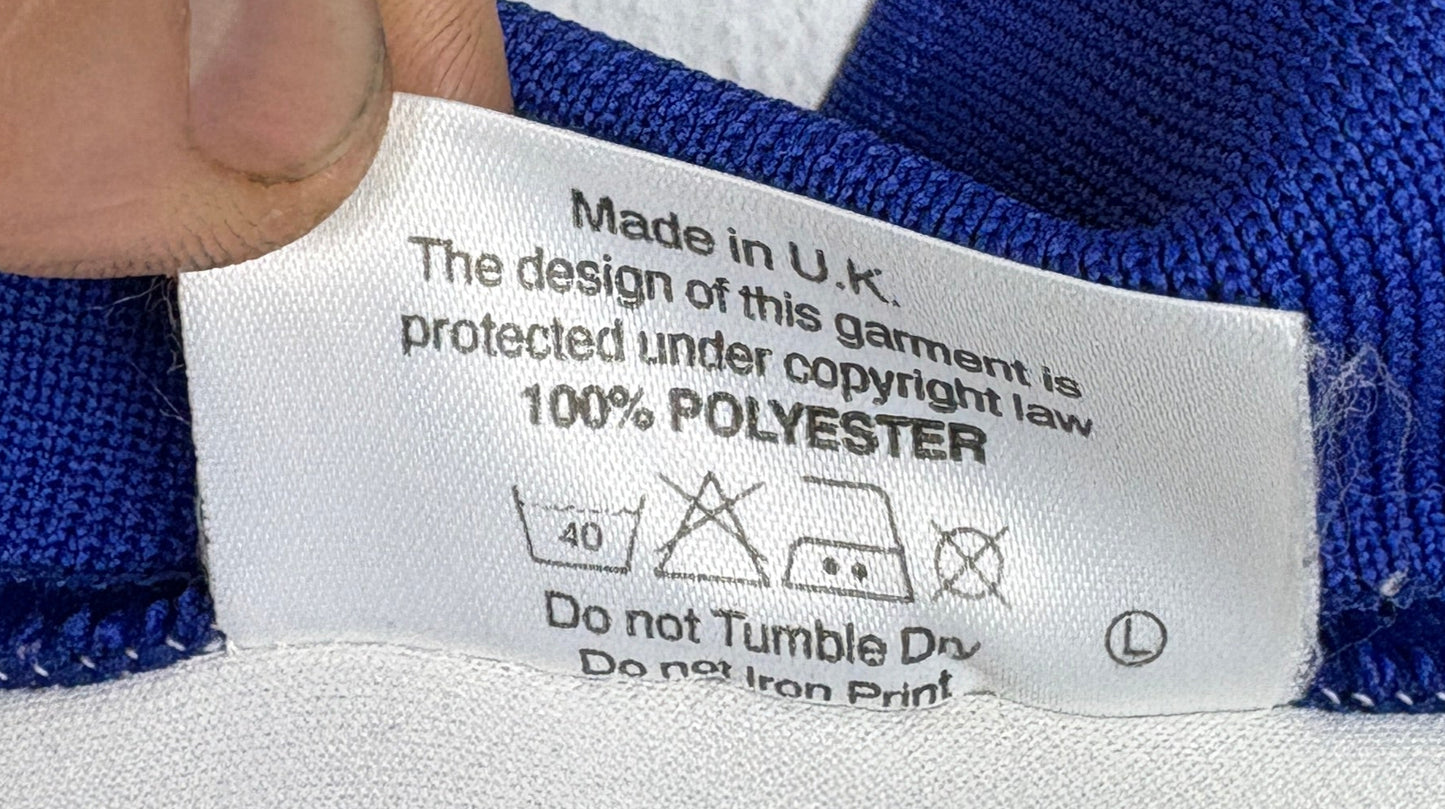 Made in U.K.
The design of this garment is
protected under copyright law
100% POLYESTER
40
Do not Tumble Dry
Do not Iron Print
L